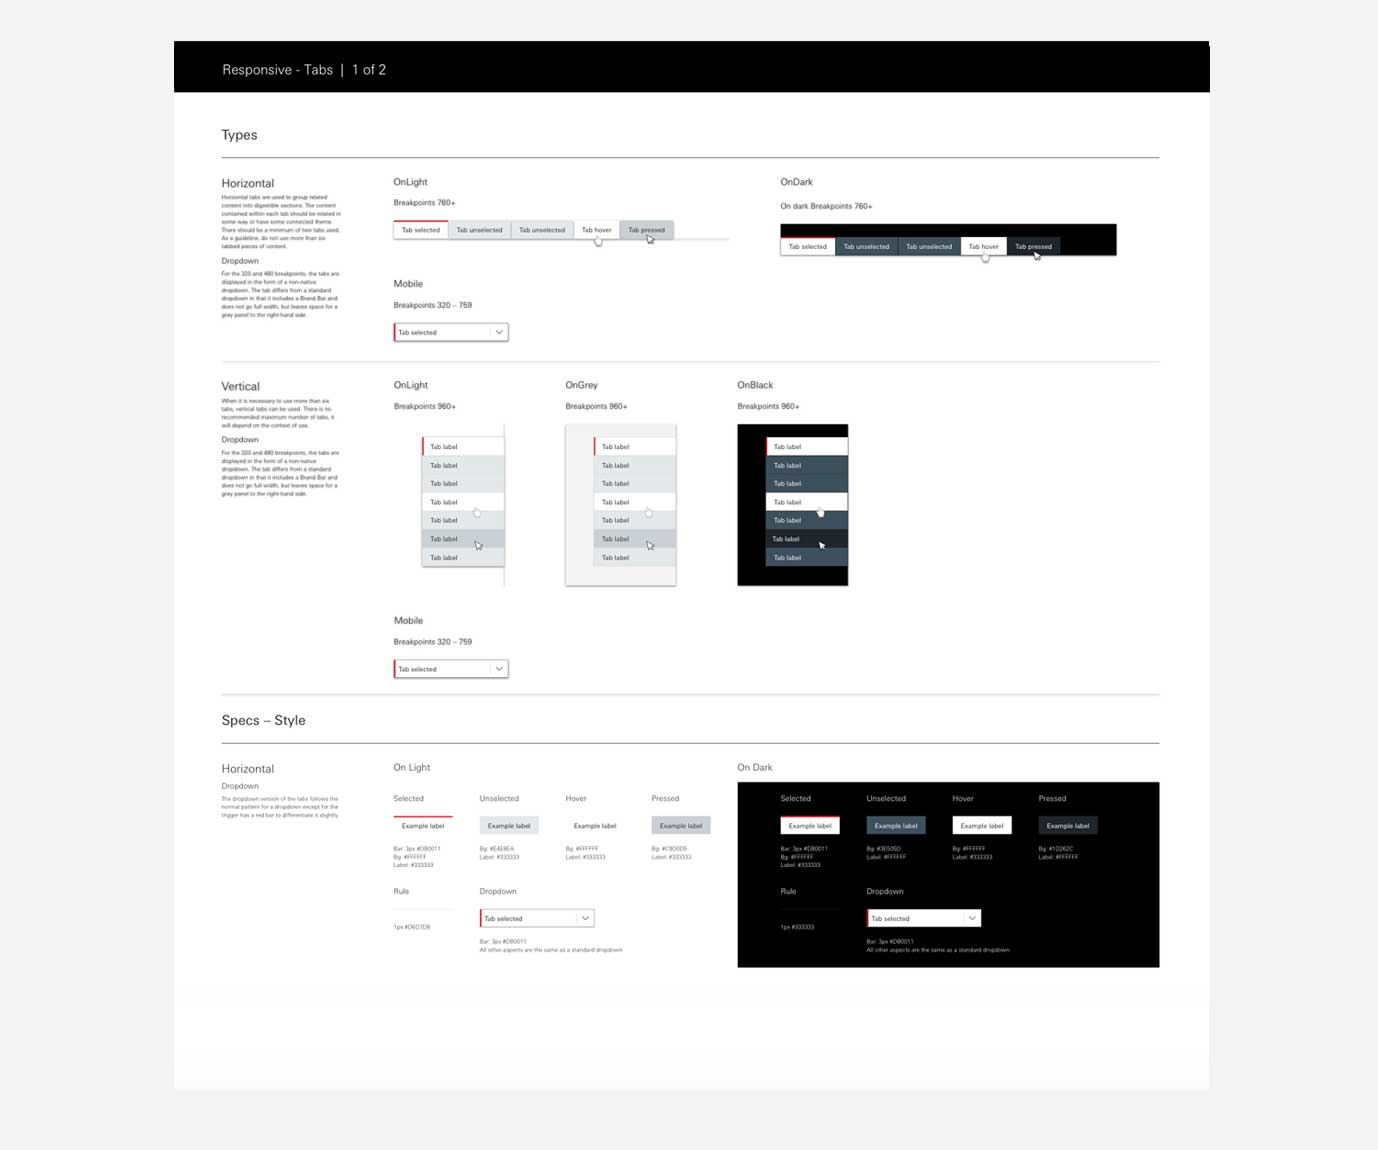 Responsive - Tabs | 1 of 2
Types
Horizontal
Horizontal tabs are used to group related
content into digestible sections. The content
contained within each tab should be related in
some way or have some connected theme.
There should be a minimum of two tabs used.
As a guideline, do not use more than six
tabbed pieces of content.
Dropdown
For the 320 and 480 breakpoints, the tabs are
displayed in the form of a non-native
dropdown. The tab differs from a standard
dropdown in that it includes a Brand Bar and
does not go full width, but leaves space for a
grey panel to the right-hand side.
OnLight
Breakpoints 760+
Tab selected
Tab unselected
Tab unselected
Tab hover
Tab pressed
Mobile
Breakpoints 320 – 759
Tab selected
OnDark
On dark Breakpoints 760+
Tab selected
Tab unselected
Tab unselected
Tab hover
Tab pressed
Vertical
When it is necessary to use more than six
tabs, vertical tabs can be used. There is no
recommended maximum number of tabs, it
will depend on the context of use.
Dropdown
For the 320 and 480 breakpoints, the tabs are
displayed in the form of a non-native
dropdown. The tab differs from a standard
dropdown in that it includes a Brand Bar and
does not go full width, but leaves space for a
grey panel to the right-hand side.
OnLight
Breakpoints 960+
Tab label
Tab label
Tab label
Tab label
Tab label
Tab label
Tab label
OnGrey
Breakpoints 960+
Tab label
Tab label
Tab label
Tab label
Tab label
Tab label
Tab label
OnBlack
Breakpoints 960+
Tab label
Tab label
Tab label
Tab label
Tab label
Tab label
Tab label
Mobile
Breakpoints 320 – 759
Tab selected
Specs – Style
Horizontal
Dropdown
The dropdown version of the tabs follows the
normal pattern for a dropdown except for the
trigger has a red bar to differentiate it slightly
On Light
Selected
Example label
Bar: 3px #DB0011
Bg: #FFFFFF
Label: #333333
Unselected
Example label
Bg: #E4E8EA
Label: #333333
Hover
Example label
Bg: #FFFFFF
Label: #333333
Pressed
Example label
Bg: #C9D0D5
Label: #333333
Rule
1px #D6D7D8
Dropdown
Tab selected
Bar: 3px #DB0011
All other aspects are the same as a standard dropdown
On Dark
Selected
Example label
Bar: 3px #DB0011
Bg: #FFFFFF
Label: #333333
Unselected
Example label
Bg: #3E505D
Label: #FFFFFF
Hover
Example label
Bg: #FFFFFF
Label: #333333
Pressed
Example label
Bg: #1D262C
Label: #FFFFFF
Rule
1px #333333
Dropdown
Tab selected
Bar: 3px #DB0011
All other aspects are the same as a standard dropdown